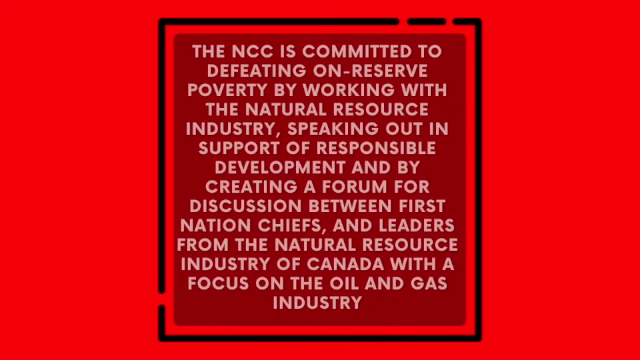 THE NCC IS COMMITTED TO
DEFEATING ON-RESERVE
POVERTY BY WORKING WITH
THE NATURAL RESOURCE
INDUSTRY, SPEAKING OUT IN
SUPPORT OF RESPONSIBLE
DEVELOPMENT AND BY
CREATING A FORUM FOR
DISCUSSION BETWEEN FIRST
NATION CHIEFS, AND LEADERS
FROM THE NATURAL RESOURCE
INDUSTRY OF CANADA WITH A
FOCUS ON THE OIL AND GAS
INDUSTRY